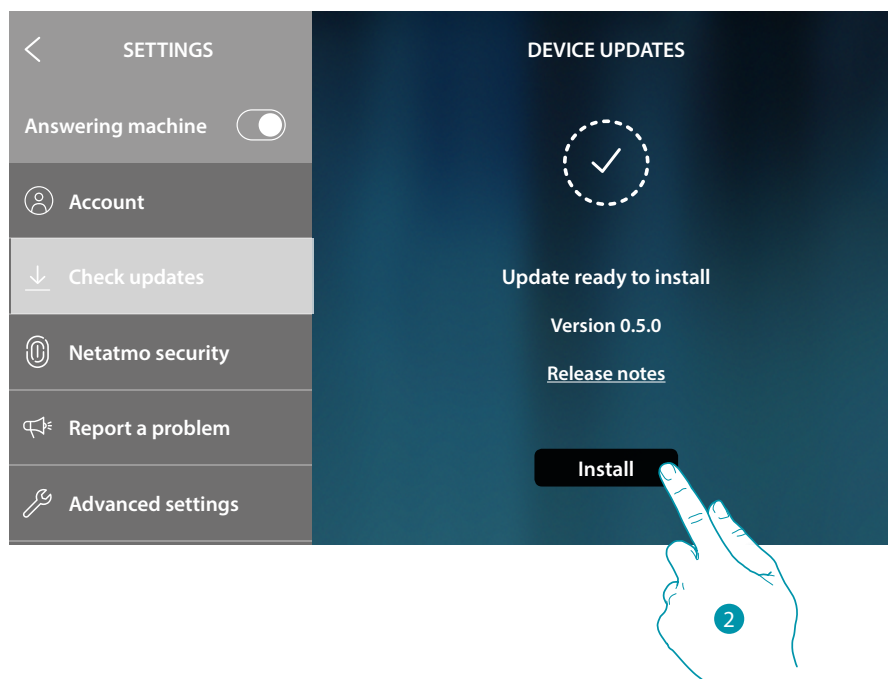 SETTINGS
Answering machine
Account
Check updates
Netatmo security
Report a problem
Advanced settings
DEVICE UPDATES
Update ready to install
Version 0.5.0
Release notes
Install
2